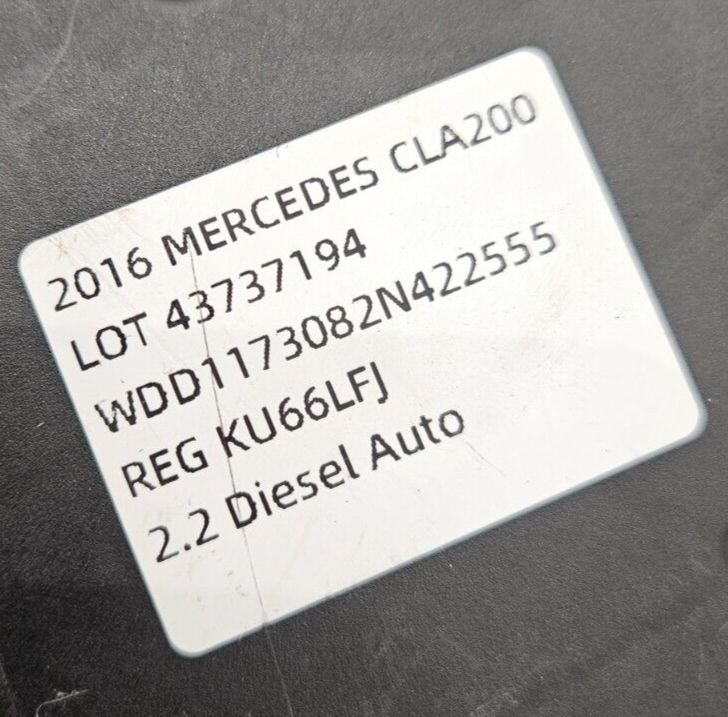 2016 MERCEDES CLA200
LOT 43737194
WDD1173082N422555
REG KU66LFJ
2.2 Diesel Auto